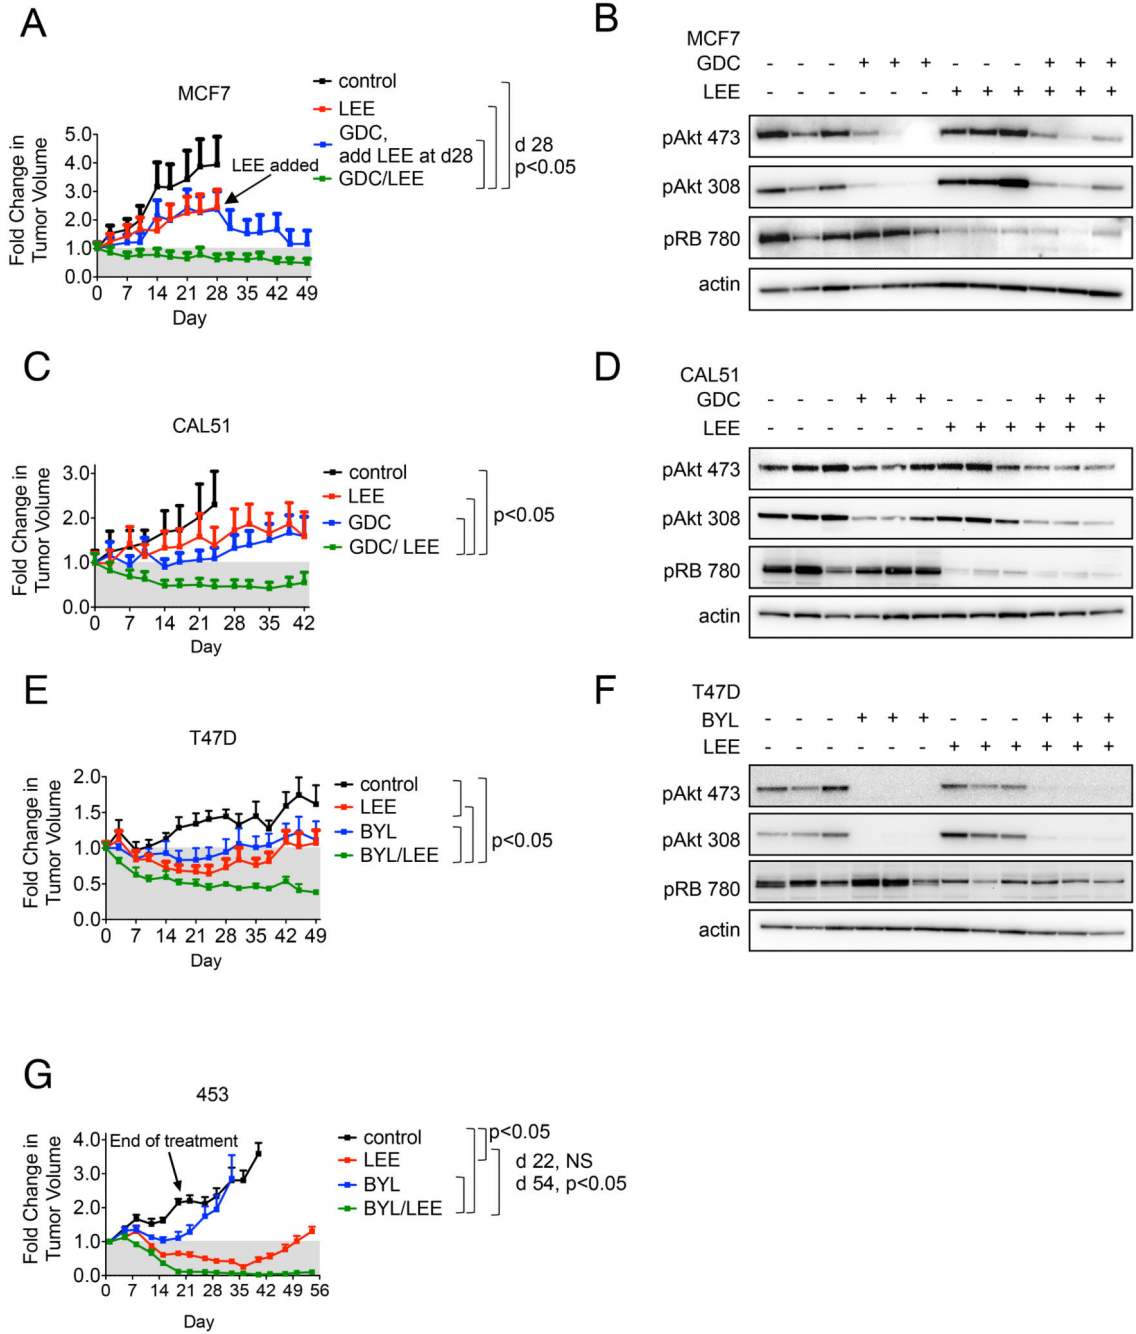 A
MCF7
control
LEE
GDC,
add LEE at d28
GDC/LEE
d 28
p<0.05
LEE added
Fold Change in
Tumor Volume
5.0
4.0
3.0
2.0
1.0
0.0
0 7 14 21 28 35 42 49
Day
B
MCF7
GDC - - - + + + - - - + + +
LEE - - - - - - + + + + + +
pAkt 473
pAkt 308
pRB 780
actin
C
CAL51
control
LEE
GDC
GDC/ LEE
p<0.05
Fold Change in
Tumor Volume
3.0
2.0
1.0
0.0
0 7 14 21 28 35 42
Day
D
CAL51
GDC - - - + + + - - - + + +
LEE - - - - - - + + + + + +
pAkt 473
pAkt 308
pRB 780
actin
E
T47D
control
LEE
BYL
BYL/LEE
p<0.05
Fold Change in
Tumor Volume
2.0
1.5
1.0
0.5
0.0
0 7 14 21 28 35 42 49
Day
F
T47D
BYL - - - + + + - - - + + +
LEE - - - - - - + + + + + +
pAkt 473
pAkt 308
pRB 780
actin
G
453
End of treatment
control
LEE
BYL
BYL/LEE
p<0.05
d 22, NS
d 54, p<0.05
Fold Change in
Tumor Volume
4.0
3.0
2.0
1.0
0.0
0 7 14 21 28 35 42 49 56
Day